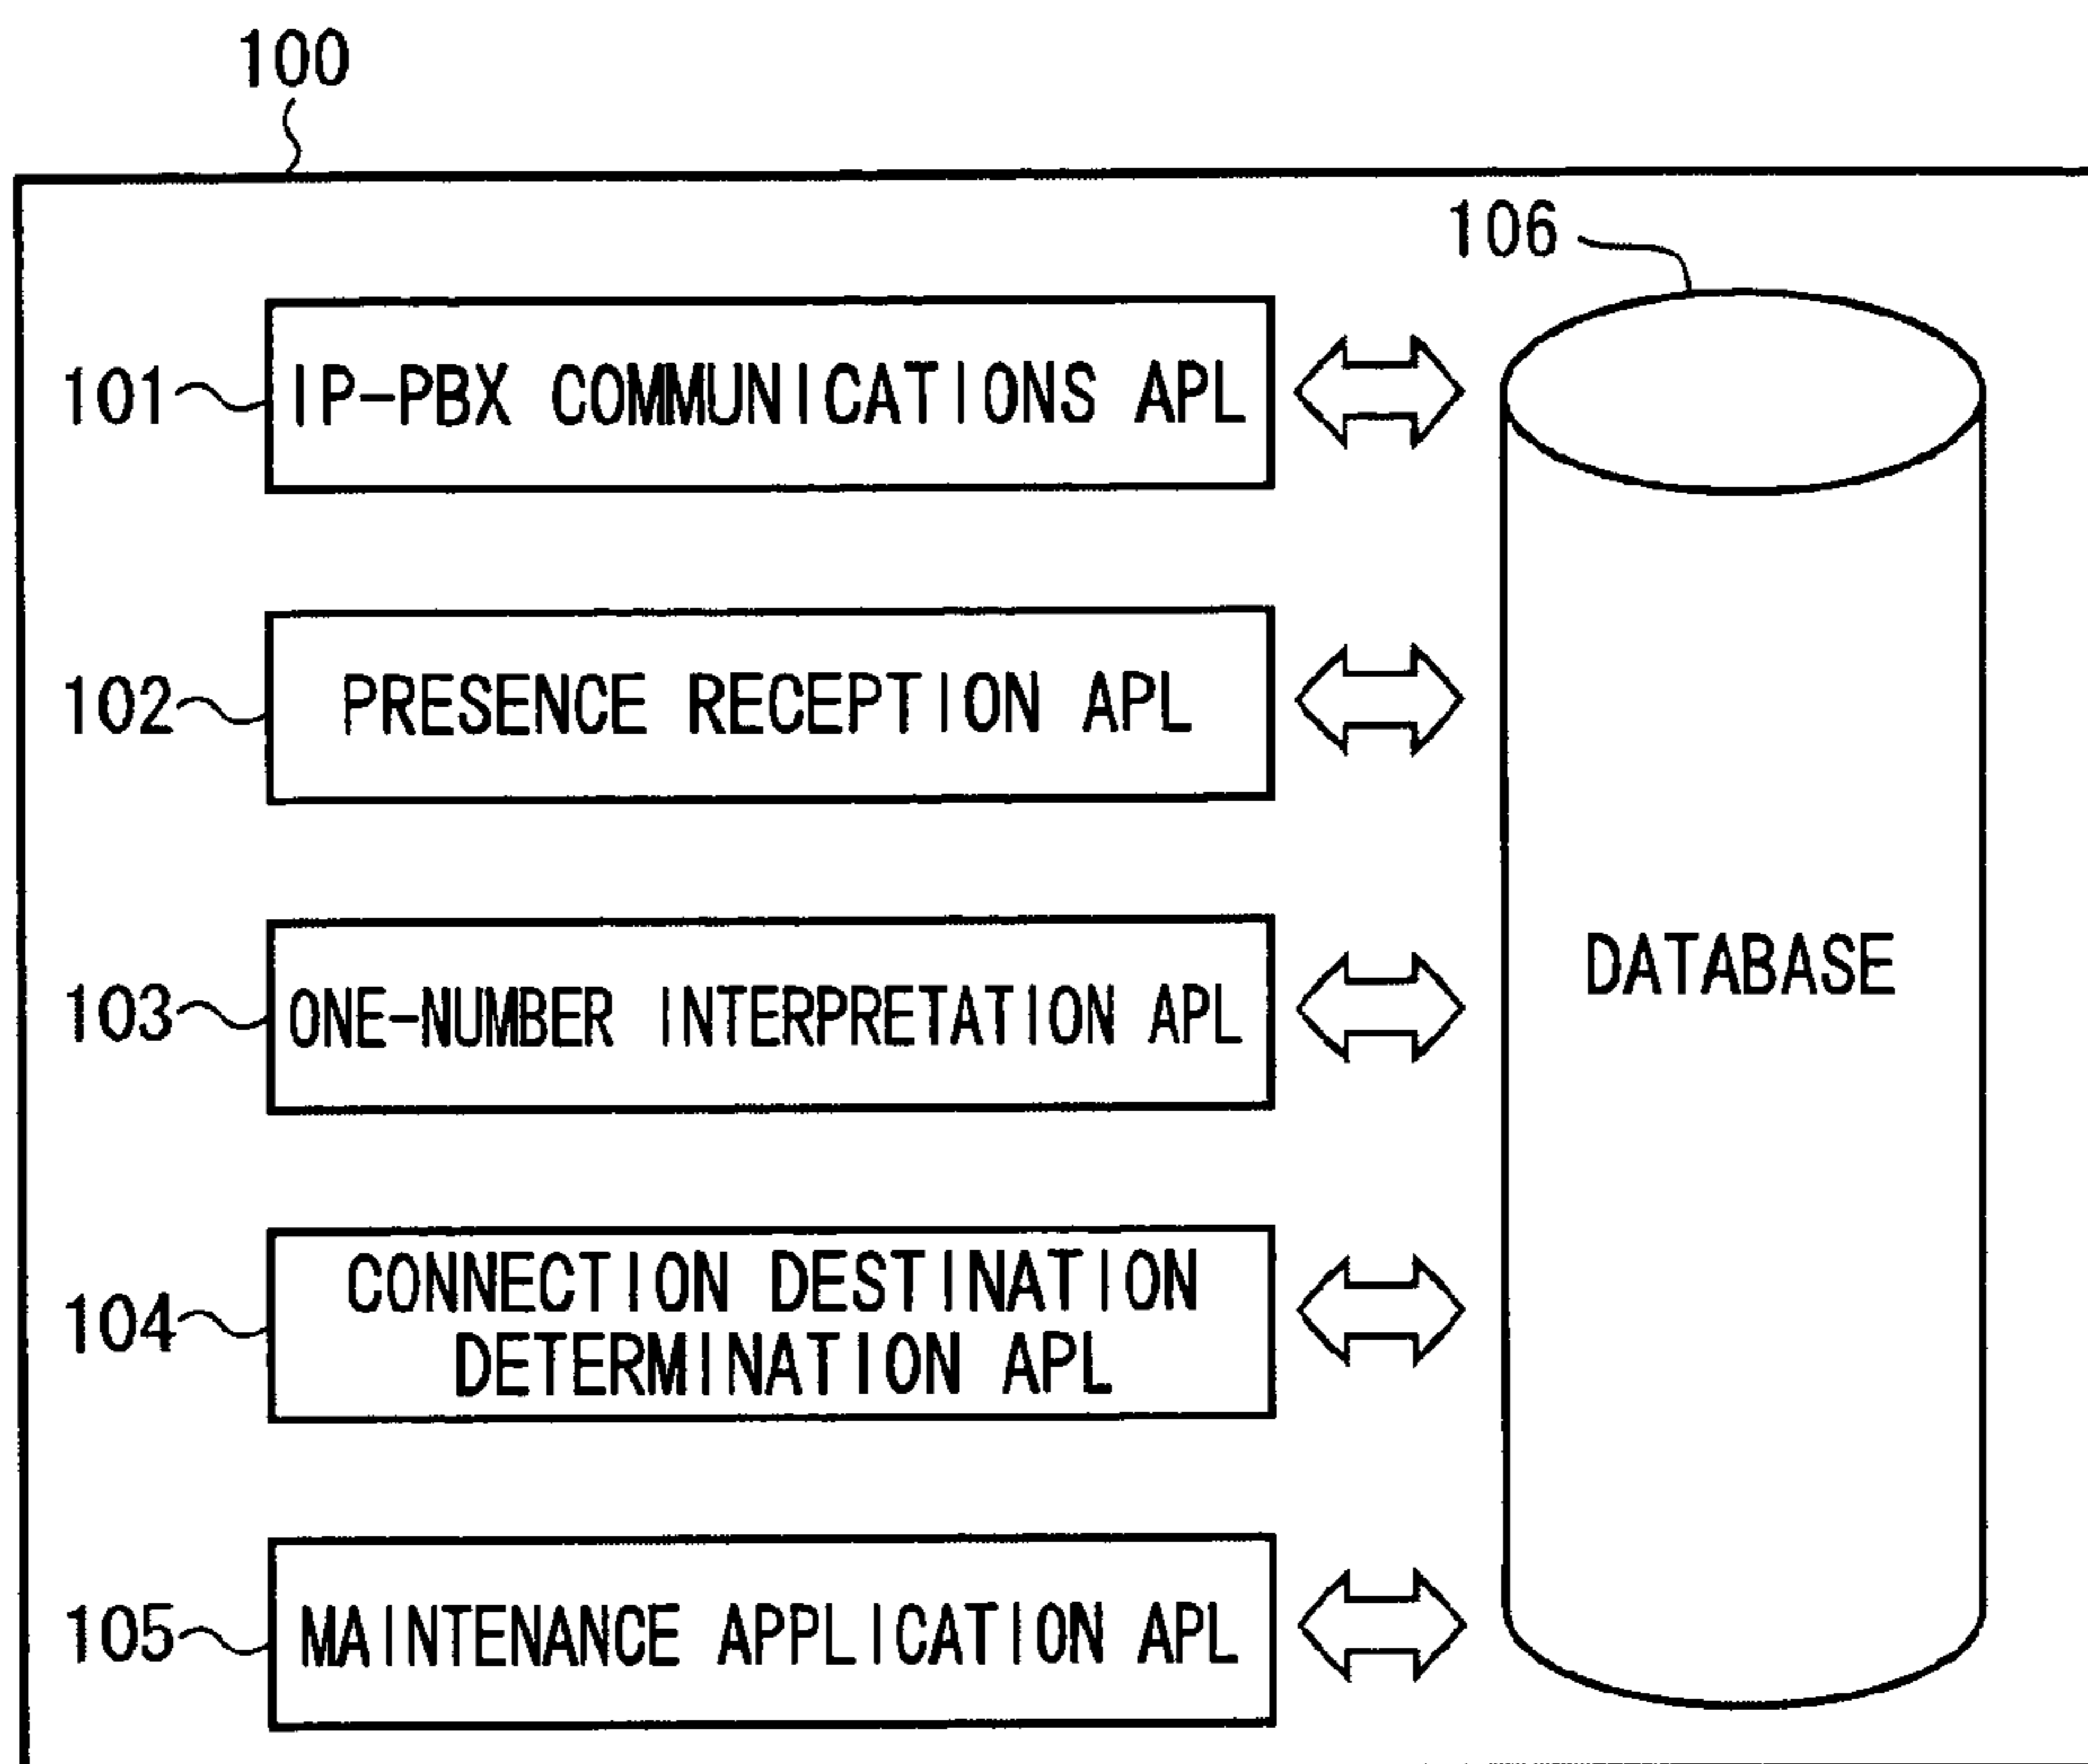 100
106
101 IP-PBX COMMUNICATIONS APL
102 PRESENCE RECEPTION APL
103 ONE-NUMBER INTERPRETATION APL
DATABASE
104 CONNECTION DESTINATION
DETERMINATION APL
105 MAINTENANCE APPLICATION APL